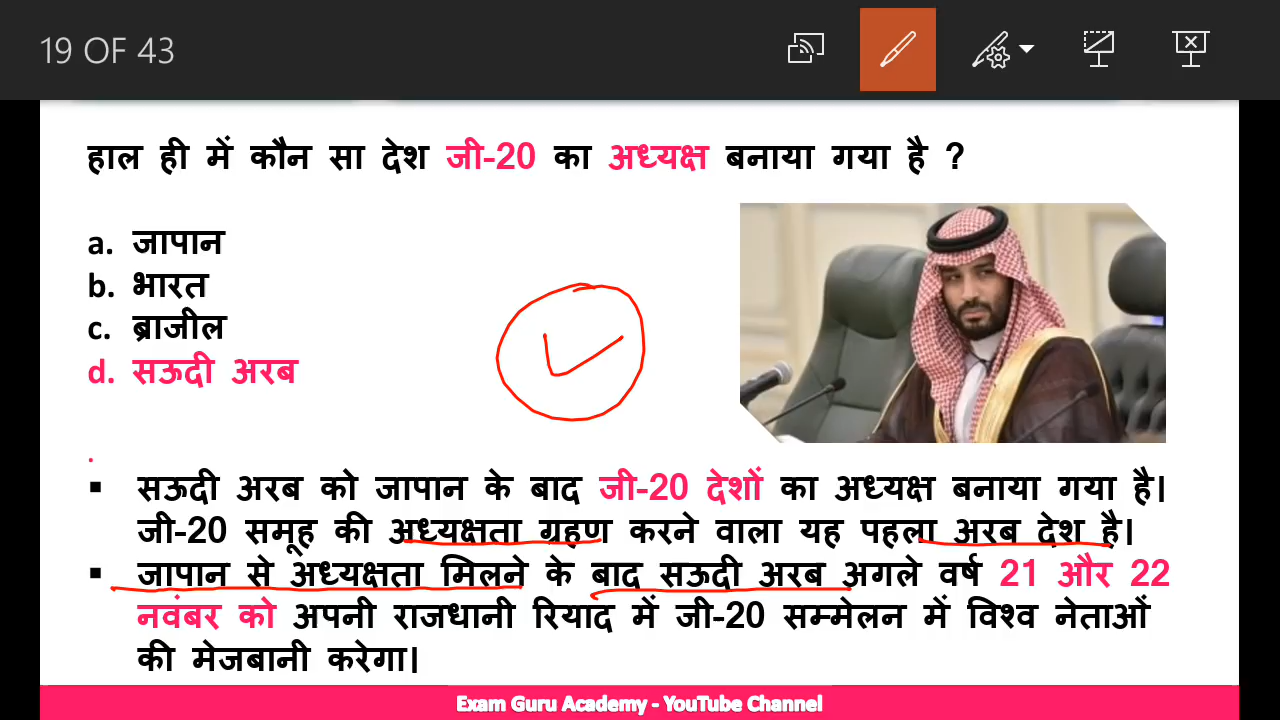 19 OF 43
हाल ही में कौन सा देश जी-20 का अध्यक्ष बनाया गया है ?
a. जापान
b. भारत
c. ब्राजील
d. सऊदी अरब
.
▪ सऊदी अरब को जापान के बाद जी-20 देशों का अध्यक्ष बनाया गया है।
जी-20 समूह की अध्यक्षता ग्रहण करने वाला यह पहला अरब देश है।
▪ जापान से अध्यक्षता मिलने के बाद सऊदी अरब अगले वर्ष 21 और 22
नवंबर को अपनी राजधानी रियाद में जी-20 सम्मेलन में विश्व नेताओं
की मेजबानी करेगा।
Exam Guru Academy - YouTube Channel